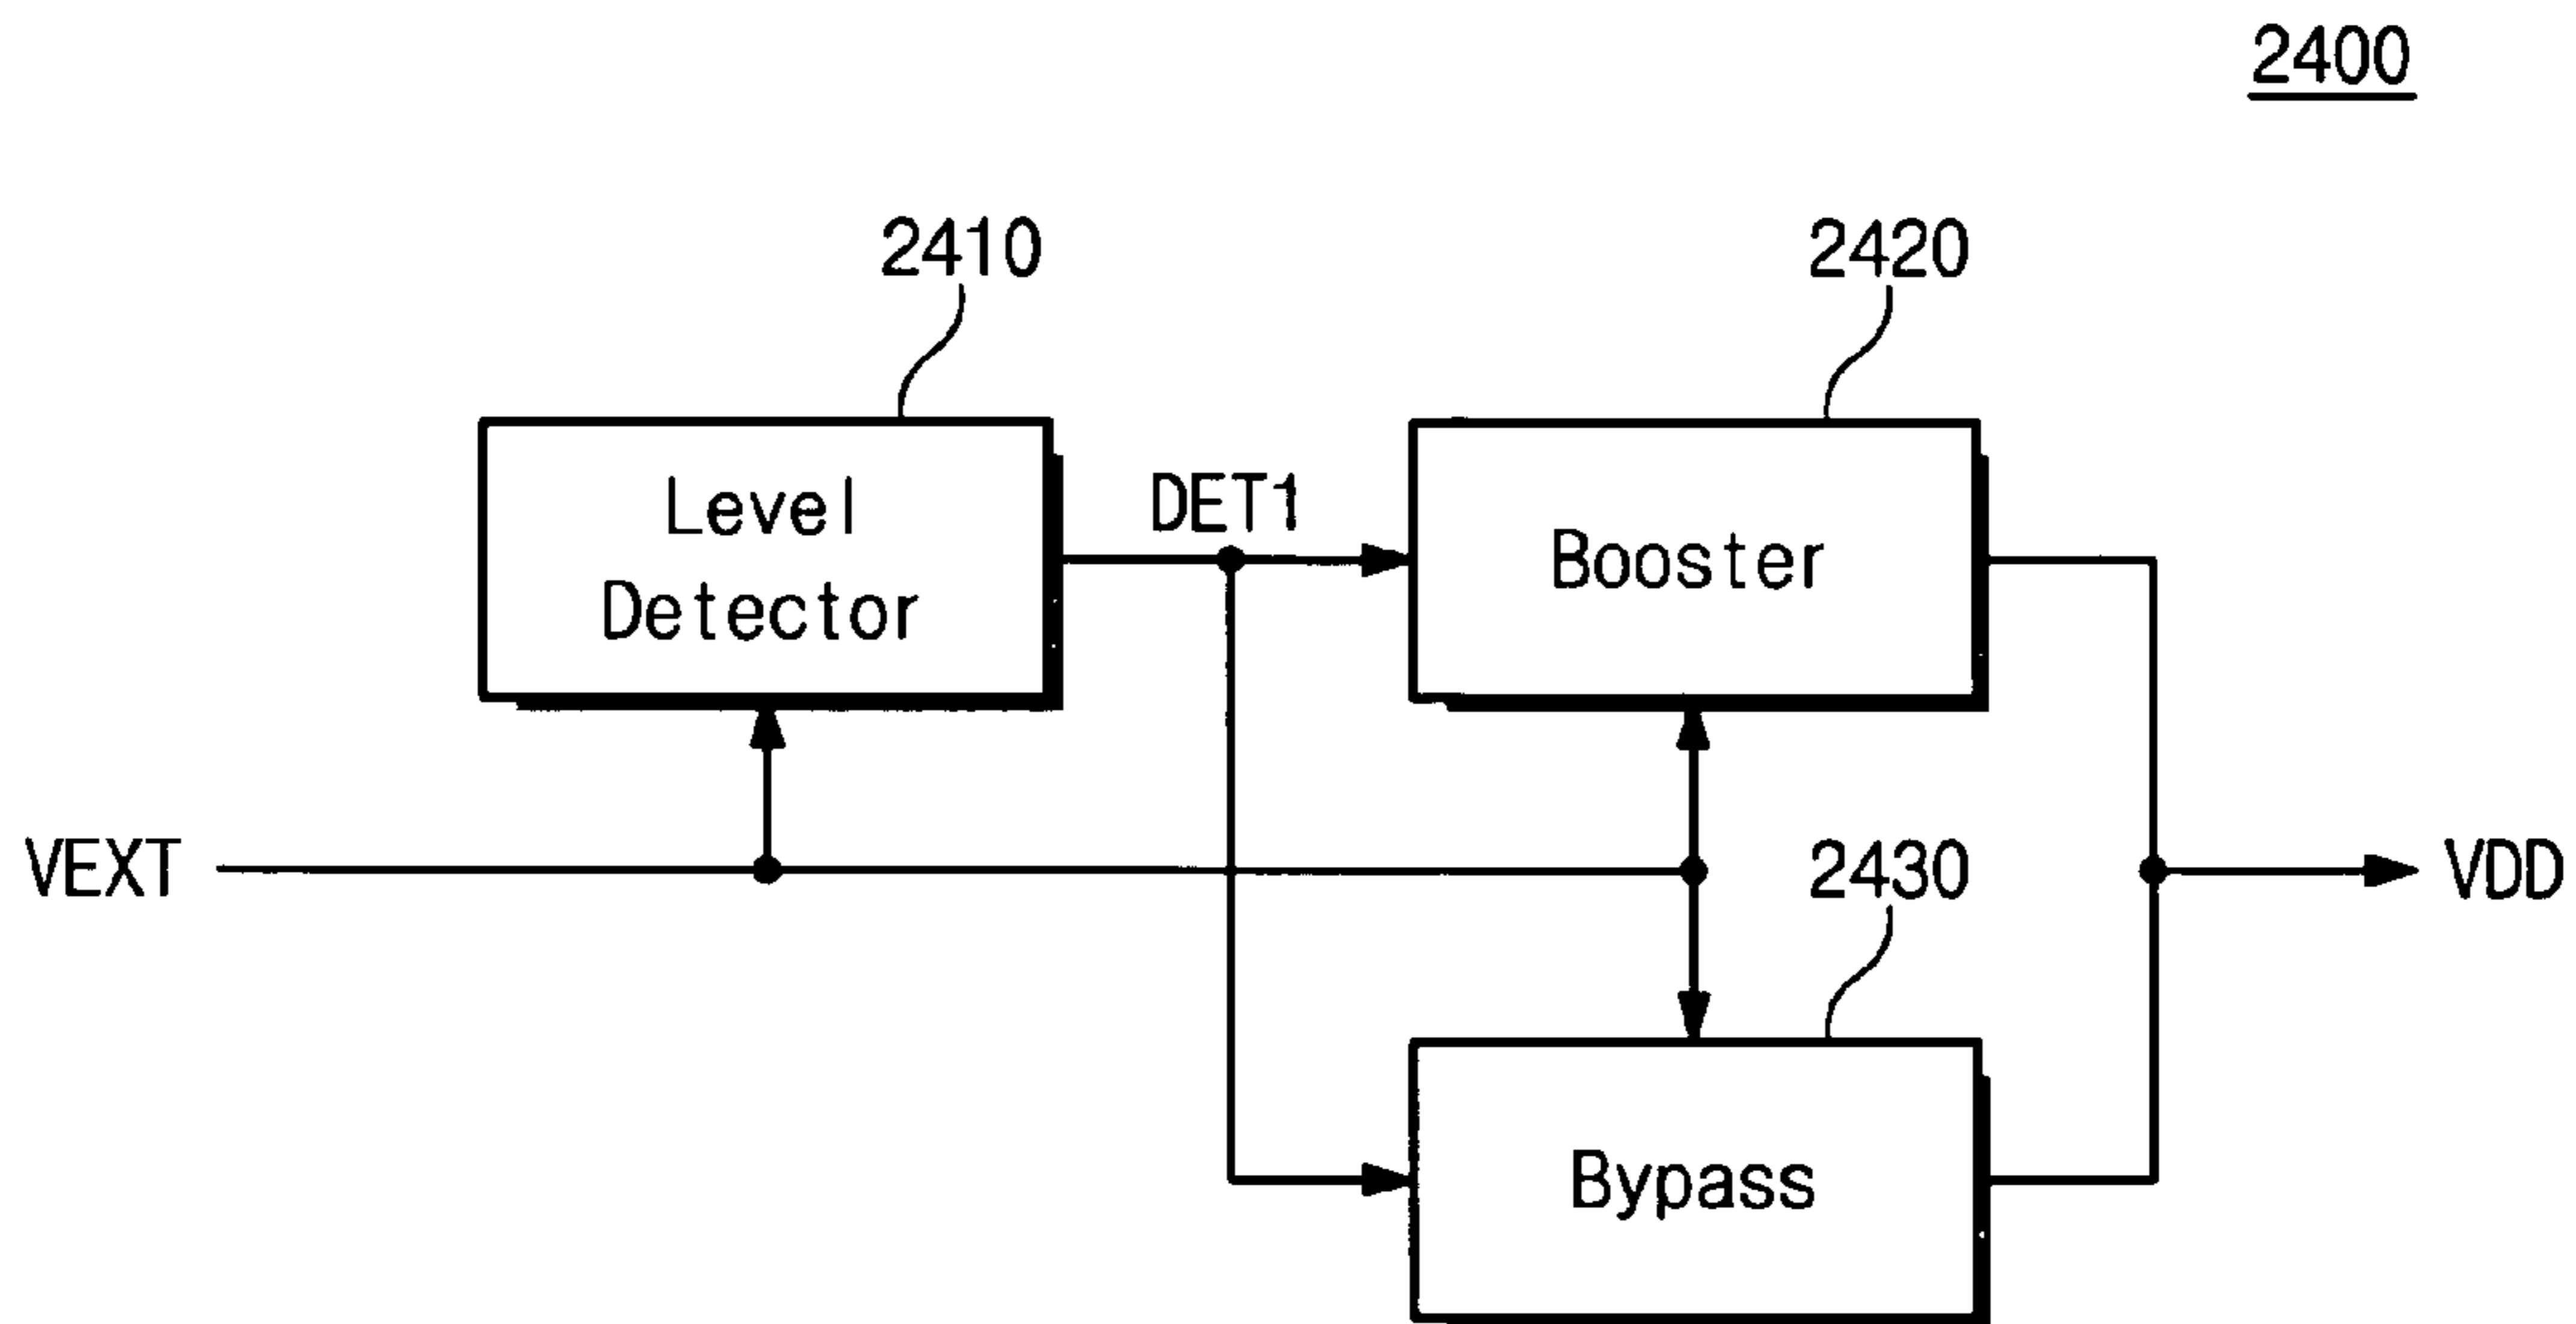 2400
2410
2420
Level
Detector
DET1
Booster
VEXT
2430
VDD
Bypass